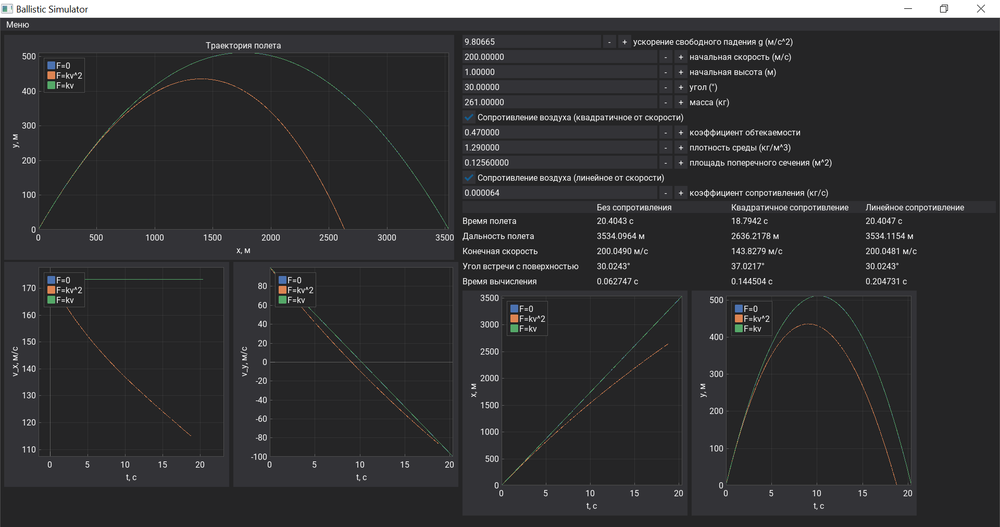 Ballistic Simulator
Меню
Траектория полета
500
400
300
200
100
0
y, м
F=0
F=kv^2
F=kv
0 500 1000 1500 2000 2500 3000 3500
x, м
9.80665 - + ускорение свободного падения g (м/с^2)
200.00000 - + начальная скорость (м/с)
1.00000 - + начальная высота (м)
30.00000 - + угол (°)
261.00000 - + масса (кг)
Сопротивление воздуха (квадратичное от скорости)
0.470000 - + коэффициент обтекаемости
1.290000 - + плотность среды (кг/м^3)
0.12560000 - + площадь поперечного сечения (м^2)
Сопротивление воздуха (линейное от скорости)
0.000064 - + коэффициент сопротивления (кг/с)
Без сопротивления Квадратичное сопротивление Линейное сопротивление
Время полета 20.4043 с 18.7942 с 20.4047 с
Дальность полета 3534.0964 м 2636.2178 м 3534.1154 м
Конечная скорость 200.0490 м/с 143.8279 м/с 200.0481 м/с
Угол встречи с поверхностью 30.0243° 37.0217° 30.0243°
Время вычисления 0.062747 с 0.144504 с 0.204731 с
170
160
150
140
130
120
110
v_x, м/с
F=0
F=kv^2
F=kv
0 5 10 15 20
t, с
80
60
40
20
0
-20
-40
-60
-80
-100
v_y, м/с
F=0
F=kv^2
F=kv
0 5 10 15 20
t, с
3500
3000
2500
2000
1500
1000
500
0
x, м
F=0
F=kv^2
F=kv
0 5 10 15 20
t, с
500
400
300
200
100
0
y, м
F=0
F=kv^2
F=kv
0 5 10 15 20
t, с